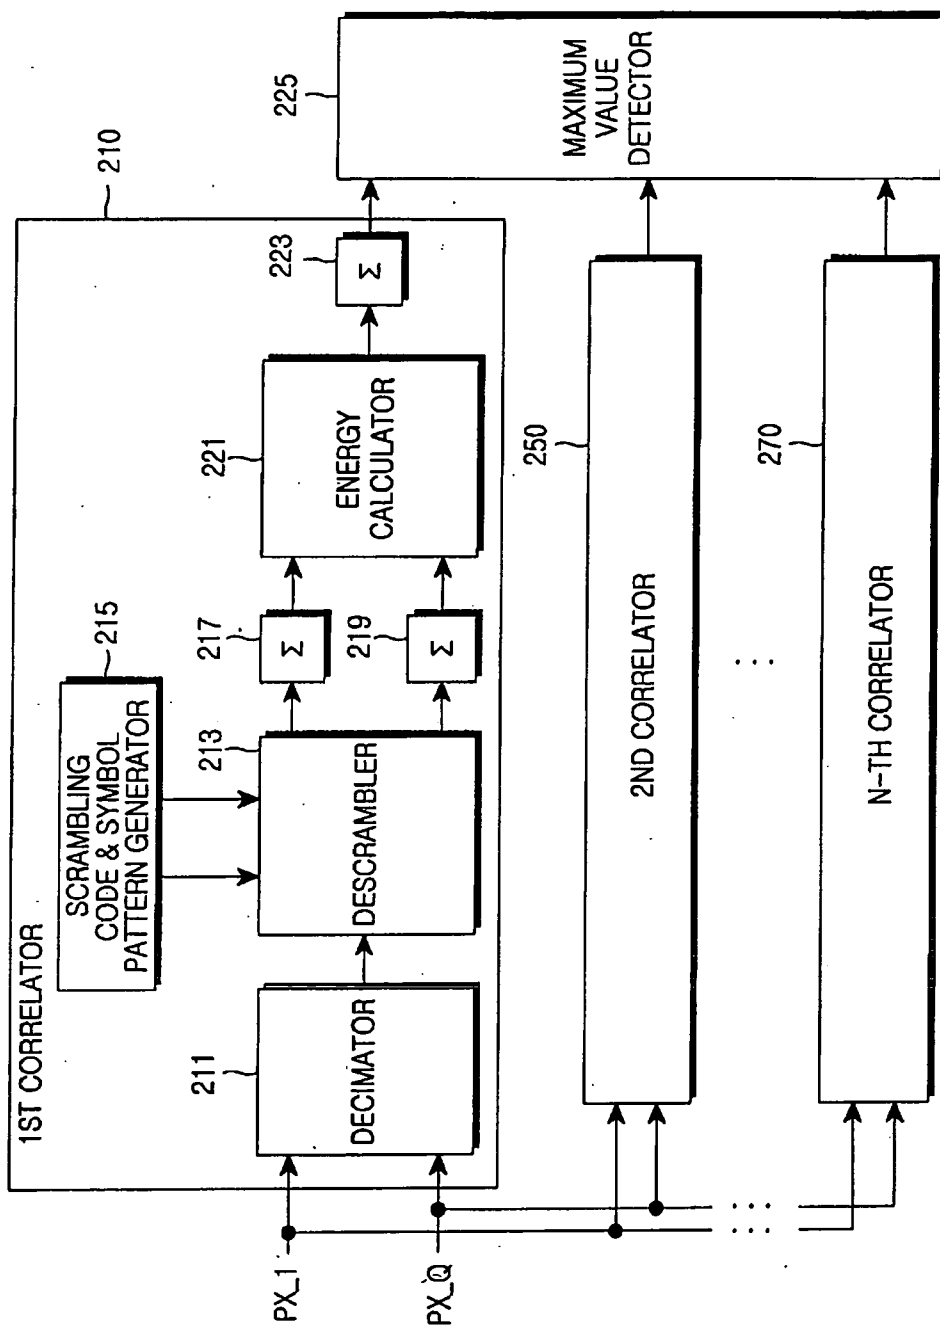 1ST CORRELATOR
210
SCRAMBLING
CODE & SYMBOL
PATTERN GENERATOR
215
PX_1
PX_Q
211
DECIMATOR
213
DESCRAMBLER
217
Σ
219
Σ
221
ENERGY
CALCULATOR
223
Σ
225
MAXIMUM
VALUE
DETECTOR
250
2ND CORRELATOR
...
...
...
270
N-TH CORRELATOR